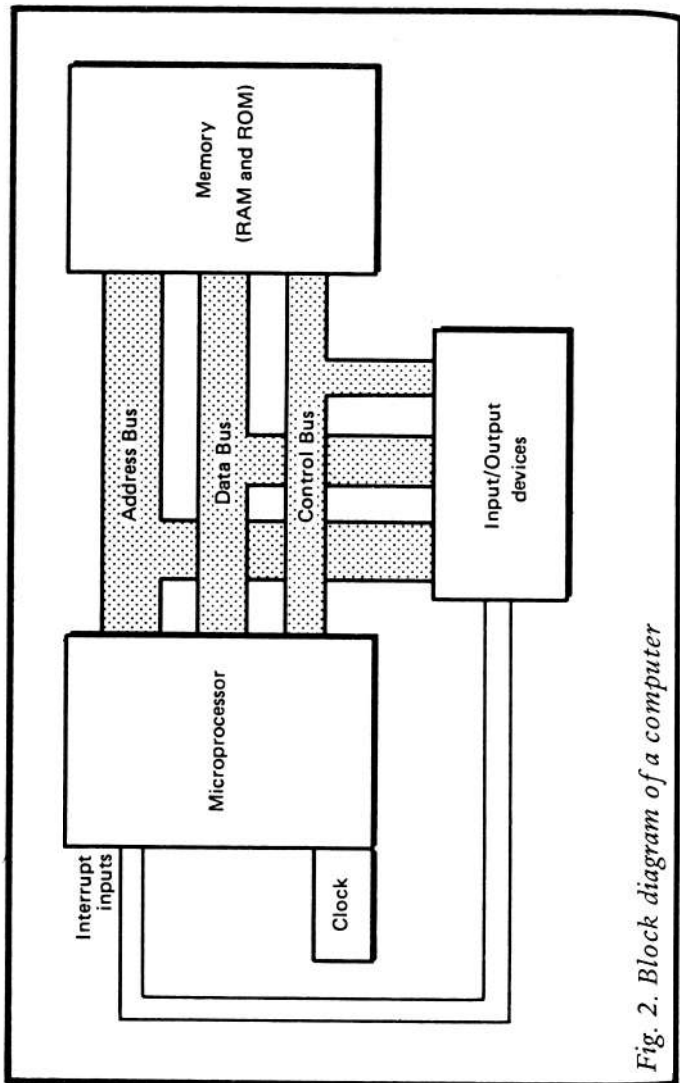 Interrupt
inputs
Clock
Microprocessor
Address Bus
Data Bus
Control Bus
Memory
(RAM and ROM)
Input/Output
devices
Fig. 2. Block diagram of a computer